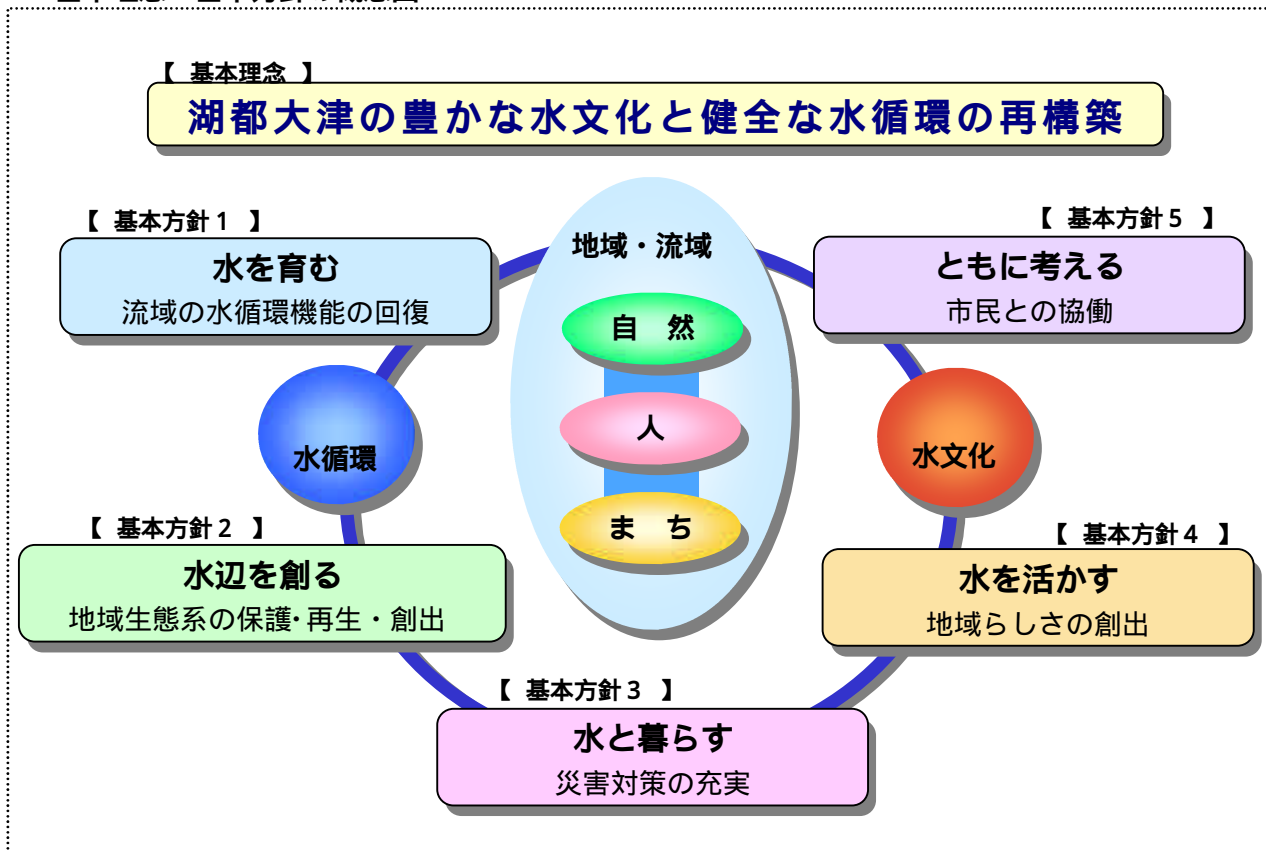 【 基本理念 】
湖都大津の豊かな水文化と健全な水循環の再構築
【 基本方針1 】
水を育む
流域の水循環機能の回復
【 基本方針5 】
ともに考える
市民との協働
地域・流域
自 然
人
ま ち
水循環
水文化
【 基本方針2 】
水辺を創る
地域生態系の保護・再生・創出
【 基本方針4 】
水を活かす
地域らしさの創出
【 基本方針3 】
水と暮らす
災害対策の充実